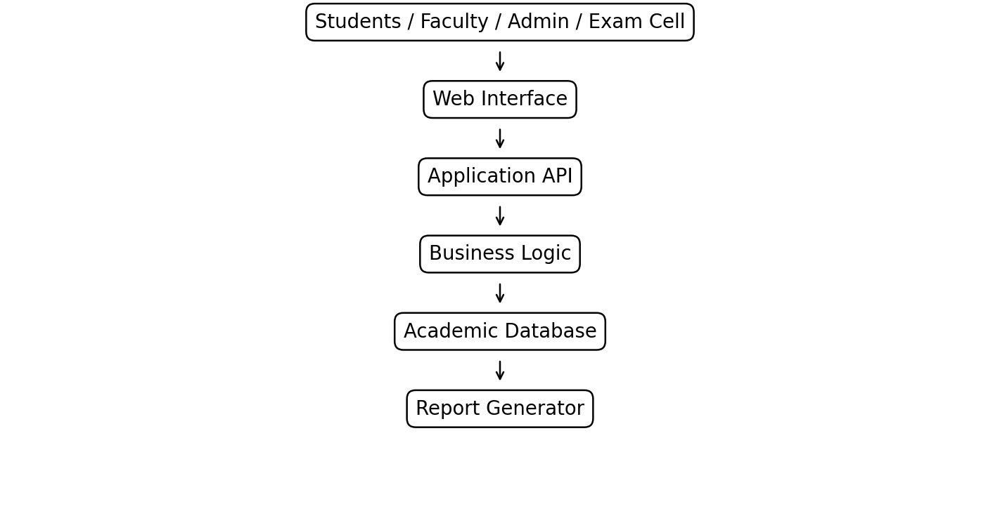 Students / Faculty / Admin / Exam Cell
Web Interface
Application API
Business Logic
Academic Database
Report Generator